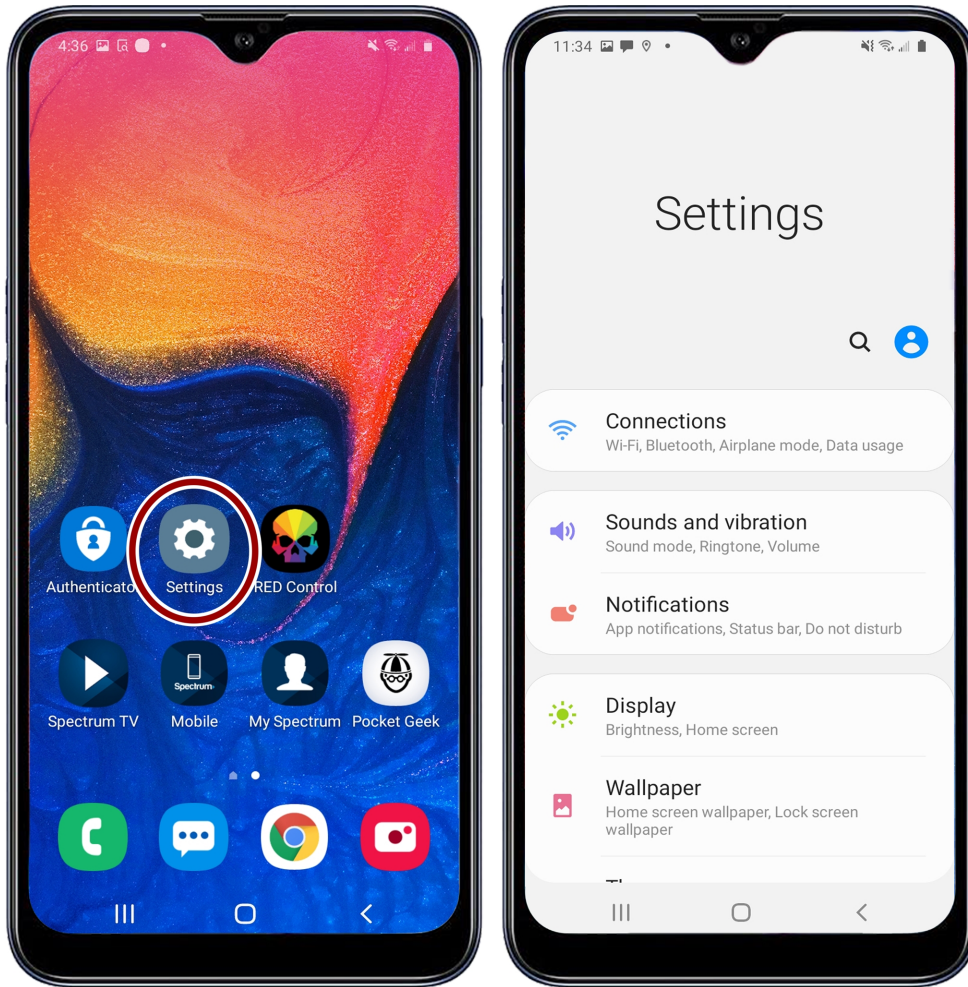 4:36
Authenticato
Settings
RED Control
Spectrum
Spectrum TV
Mobile
My Spectrum
Pocket Geek
11:34
Settings
Connections
Wi-Fi, Bluetooth, Airplane mode, Data usage
Sounds and vibration
Sound mode, Ringtone, Volume
Notifications
App notifications, Status bar, Do not disturb
Display
Brightness, Home screen
Wallpaper
Home screen wallpaper, Lock screen
wallpaper